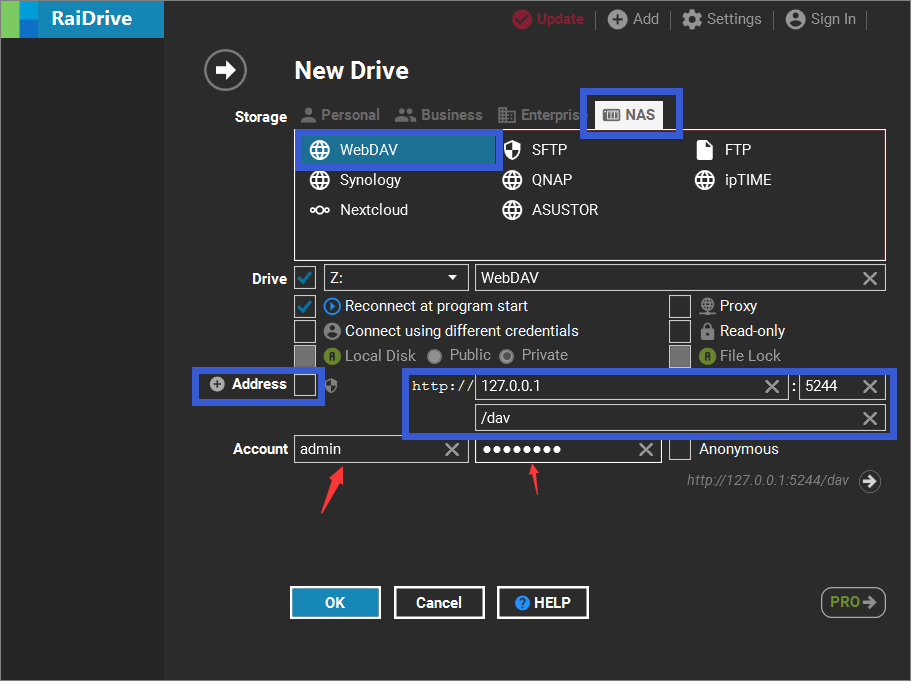 RaiDrive
Update Add Settings Sign In
New Drive
Storage Personal Business Enterpris NAS
WebDAV SFTP FTP
Synology QNAP ipTIME
Nextcloud ASUSTOR
Drive Z: WebDAV
Reconnect at program start Proxy
Connect using different credentials Read-only
A Local Disk Public Private A File Lock
Address http:// 127.0.0.1 : 5244
/dav
Account admin ●●●●●●●● Anonymous
http://127.0.0.1:5244/dav
OK Cancel ? HELP PRO